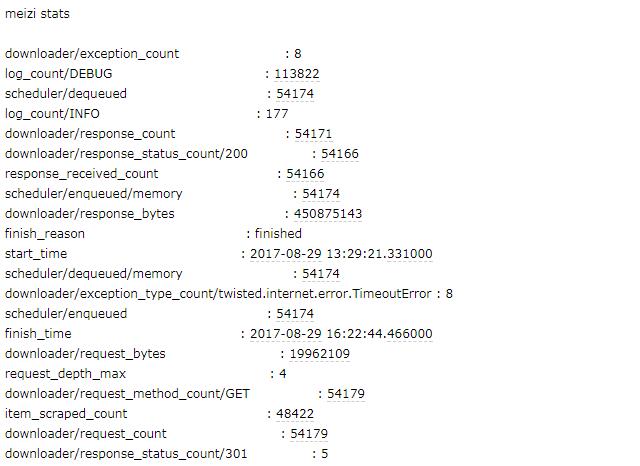 meizi stats
downloader/exception_count : 8
log_count/DEBUG : 113822
scheduler/dequeued : 54174
log_count/INFO : 177
downloader/response_count : 54171
downloader/response_status_count/200 : 54166
response_received_count : 54166
scheduler/enqueued/memory : 54174
downloader/response_bytes : 450875143
finish_reason : finished
start_time : 2017-08-29 13:29:21.331000
scheduler/dequeued/memory : 54174
downloader/exception_type_count/twisted.internet.error.TimeoutError : 8
scheduler/enqueued : 54174
finish_time : 2017-08-29 16:22:44.466000
downloader/request_bytes : 19962109
request_depth_max : 4
downloader/request_method_count/GET : 54179
item_scraped_count : 48422
downloader/request_count : 54179
downloader/response_status_count/301 : 5